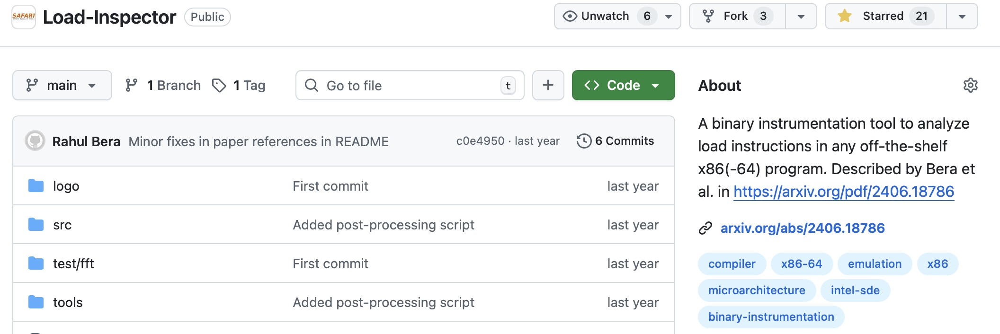 SAFARI
Load-Inspector Public Unwatch 6 Fork 3 Starred 21
main 1 Branch 1 Tag Go to file t Code
Rahul Bera Minor fixes in paper references in README c0e4950 · last year 6 Commits
logo First commit last year
src Added post-processing script last year
test/fft First commit last year
tools Added post-processing script last year
About
A binary instrumentation tool to analyze
load instructions in any off-the-shelf
x86(-64) program. Described by Bera et
al. in https://arxiv.org/pdf/2406.18786
arxiv.org/abs/2406.18786
compiler x86-64 emulation x86
microarchitecture intel-sde
binary-instrumentation